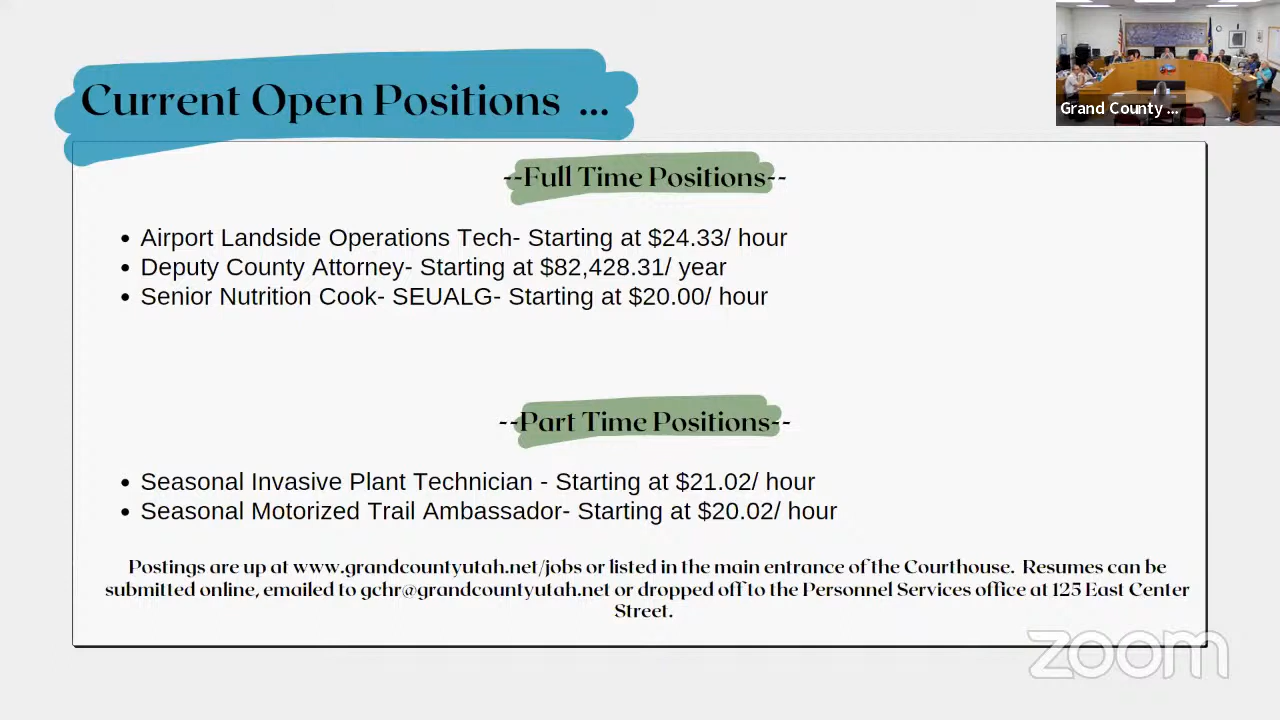 Current Open Positions ...
Grand County ...
--Full Time Positions--
• Airport Landside Operations Tech- Starting at $24.33/ hour
• Deputy County Attorney- Starting at $82,428.31/ year
• Senior Nutrition Cook- SEUALG- Starting at $20.00/ hour
--Part Time Positions--
• Seasonal Invasive Plant Technician - Starting at $21.02/ hour
• Seasonal Motorized Trail Ambassador- Starting at $20.02/ hour
Postings are up at www.grandcountyutah.net/jobs or listed in the main entrance of the Courthouse. Resumes can be
submitted online, emailed to gchr@grandcountyutah.net or dropped off to the Personnel Services office at 125 East Center
Street.
zoom